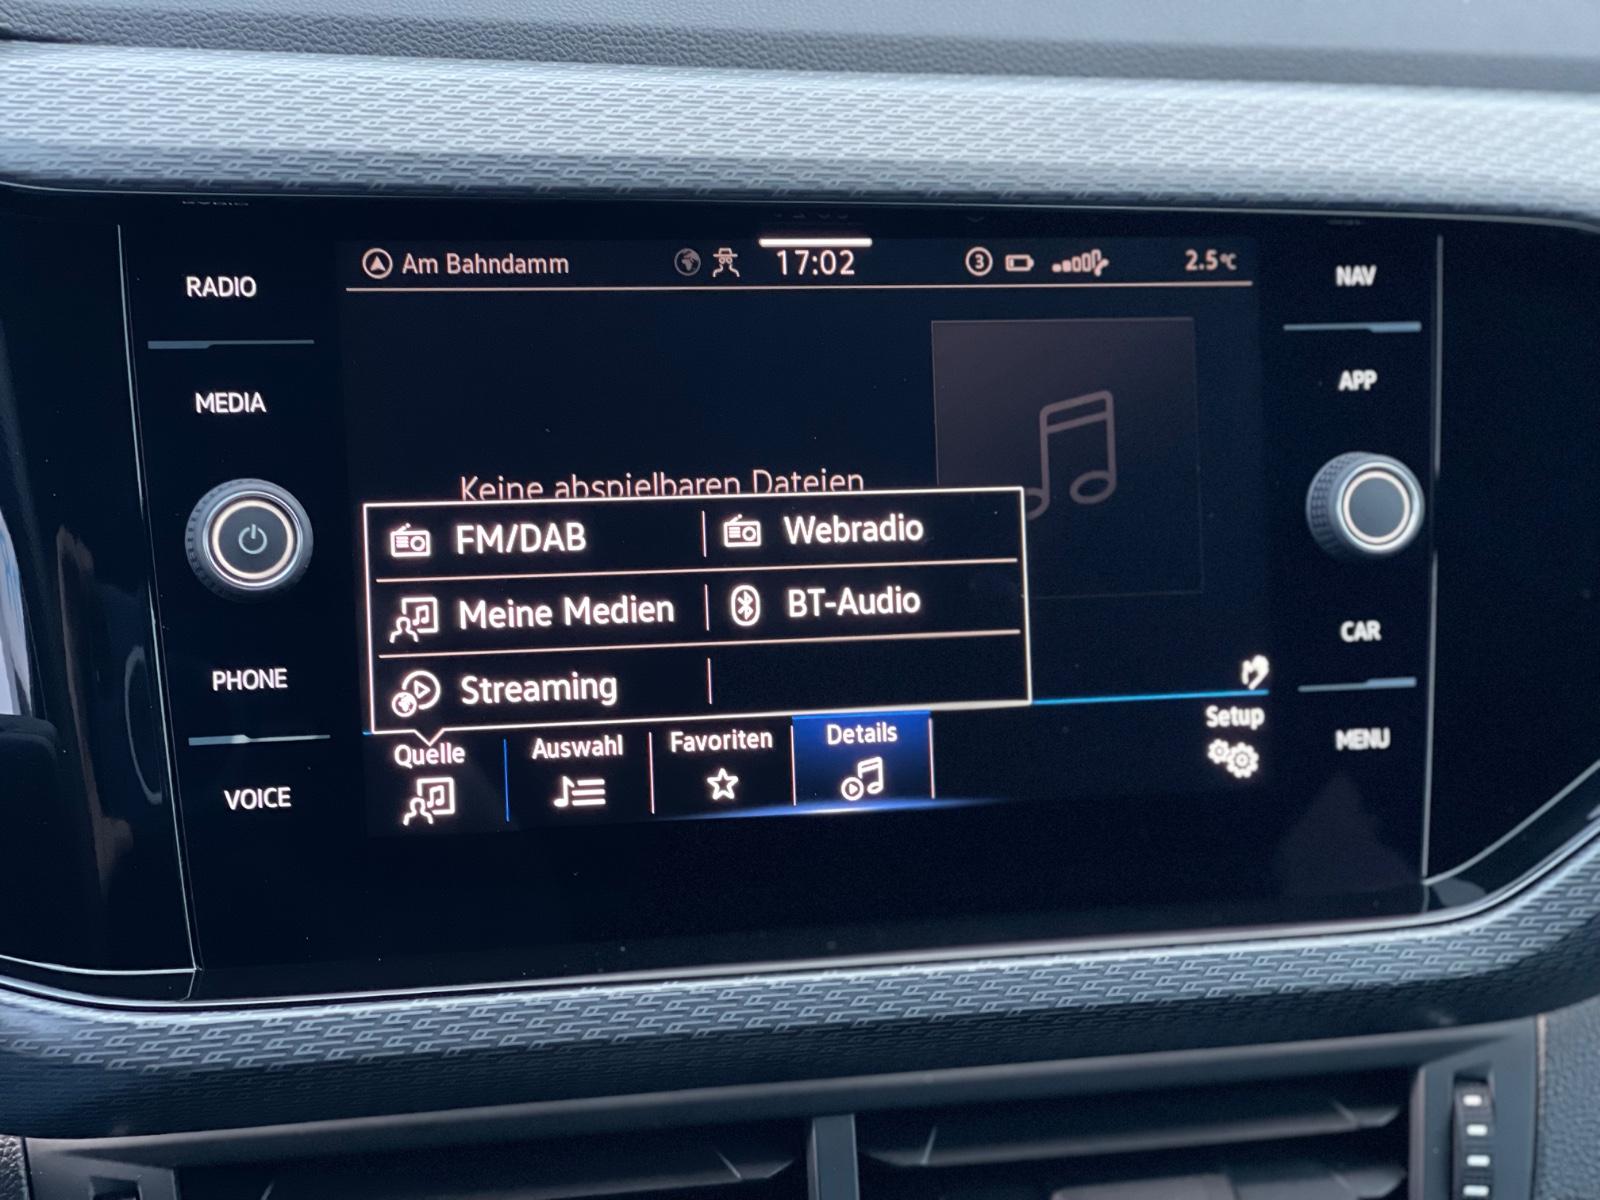 RADIO
MEDIA
PHONE
VOICE
Am Bahndamm
17:02
3
2.5°C
Keine abspielbaren Dateien
FM/DAB
Webradio
Meine Medien
BT-Audio
Streaming
Quelle
Auswahl
Favoriten
Details
Setup
NAV
APP
CAR
MENU